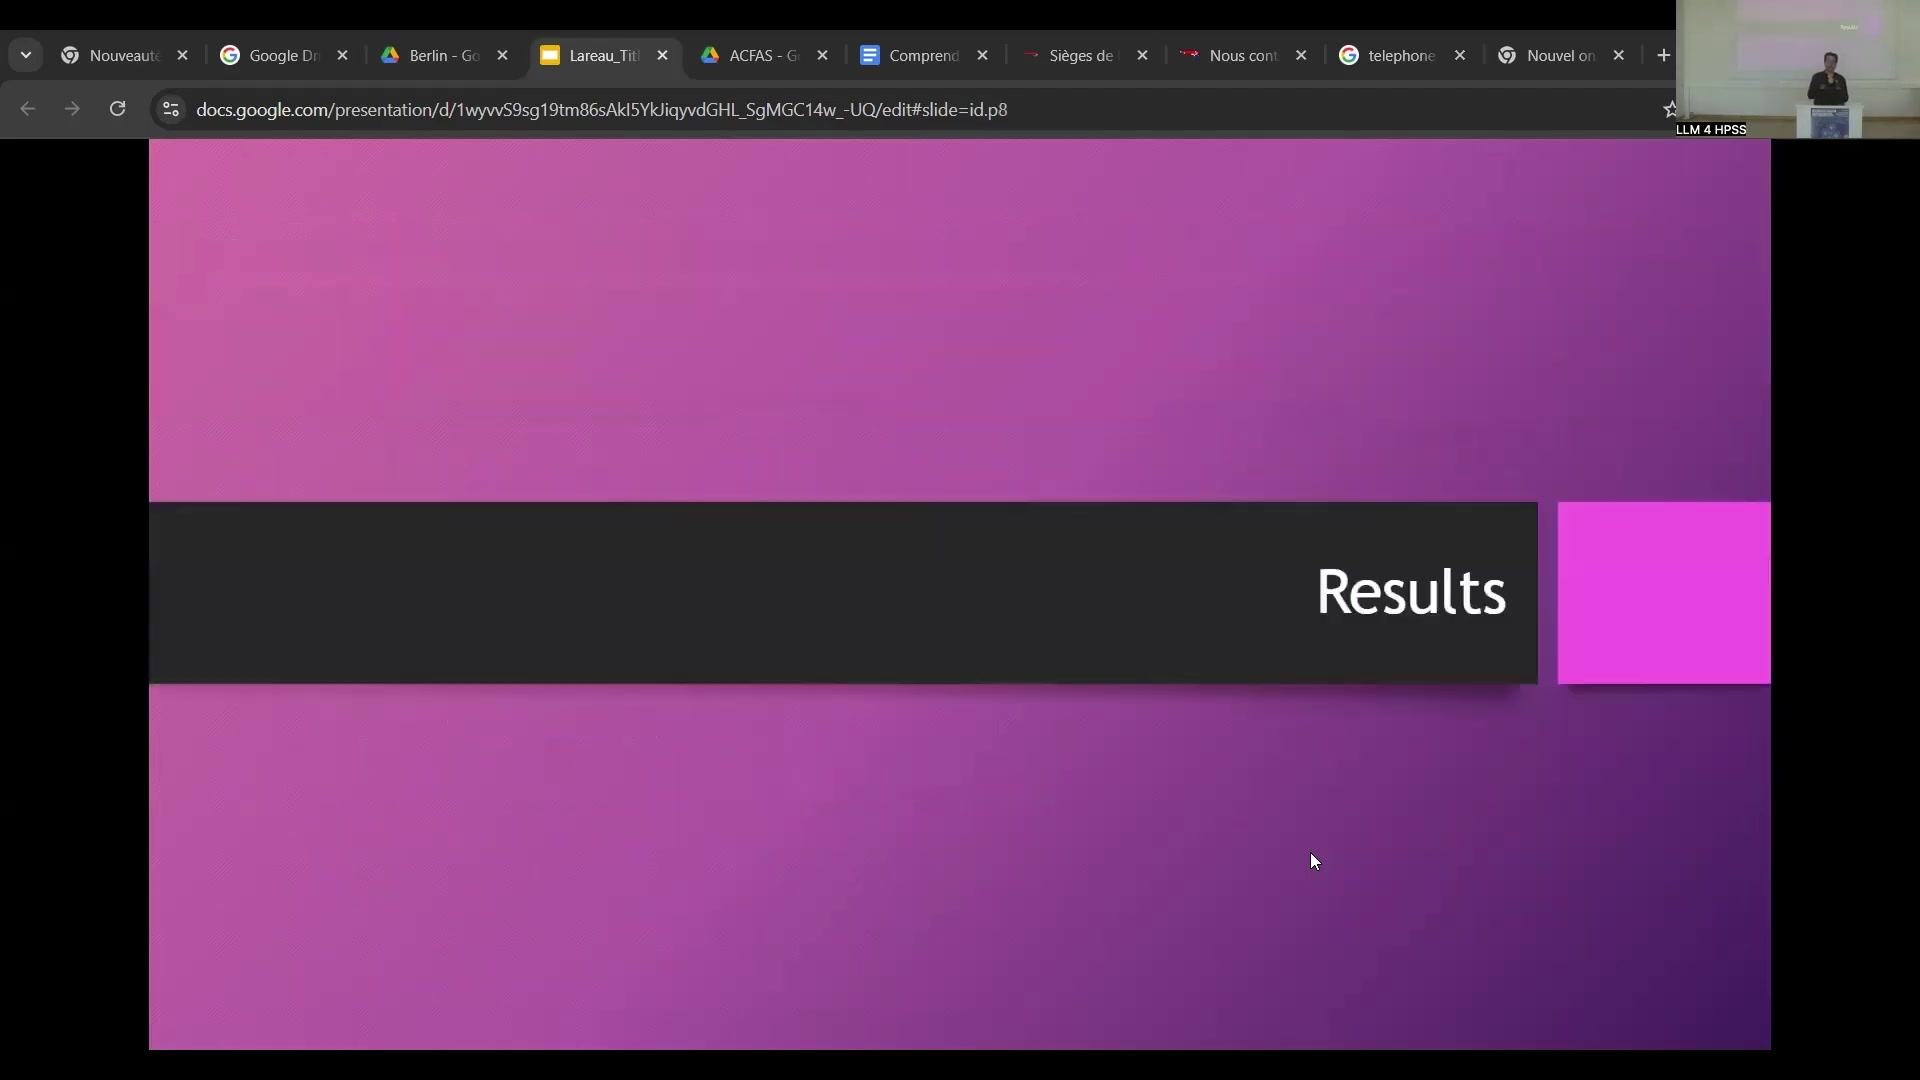 Nouveauté
Google Dr
Berlin - Go
Lareau_Titl
ACFAS - G
Comprend
Sièges de
Nous cont
telephone
Nouvel on
docs.google.com/presentation/d/1wyvvS9sg19tm86sAkI5YkJiqyvdGHL_SgMGC14w_-UQ/edit#slide=id.p8
LLM 4 HPSS
Results